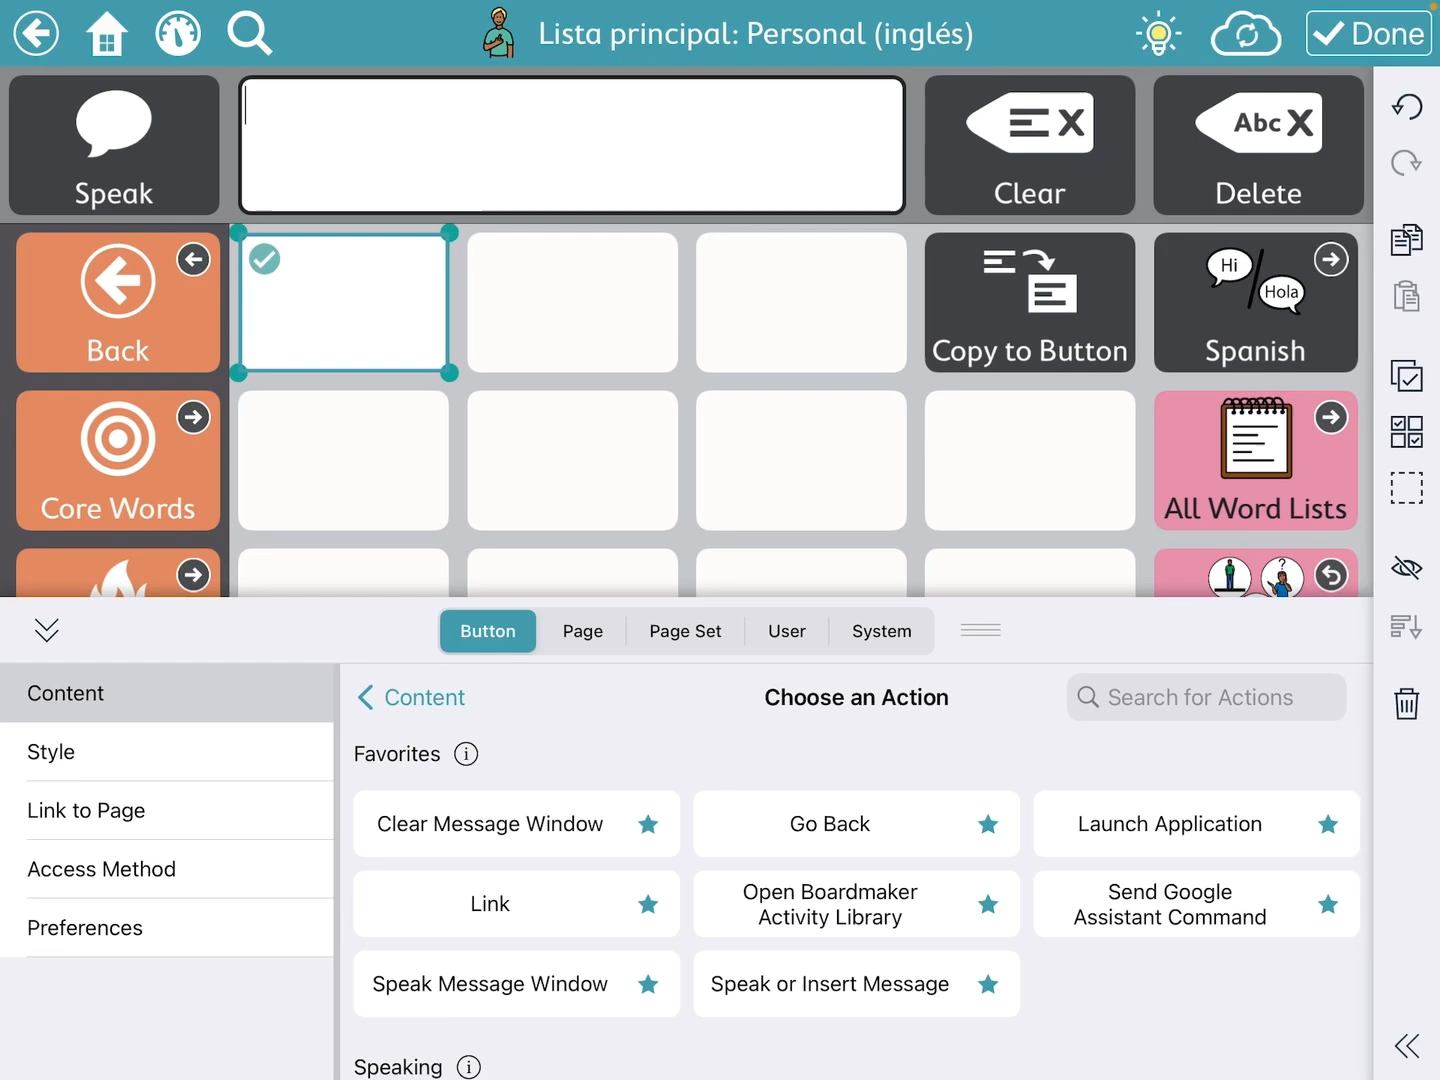 Lista principal: Personal (inglés)
Done
Speak
Clear
Abc X
Delete
Back
Copy to Button
Hi
Hola
Spanish
Core Words
All Word Lists
?
Button
Page
Page Set
User
System
Content
Style
Link to Page
Access Method
Preferences
Content
Choose an Action
Search for Actions
Favorites
Clear Message Window
Go Back
Launch Application
Link
Open Boardmaker
Activity Library
Send Google
Assistant Command
Speak Message Window
Speak or Insert Message
Speaking